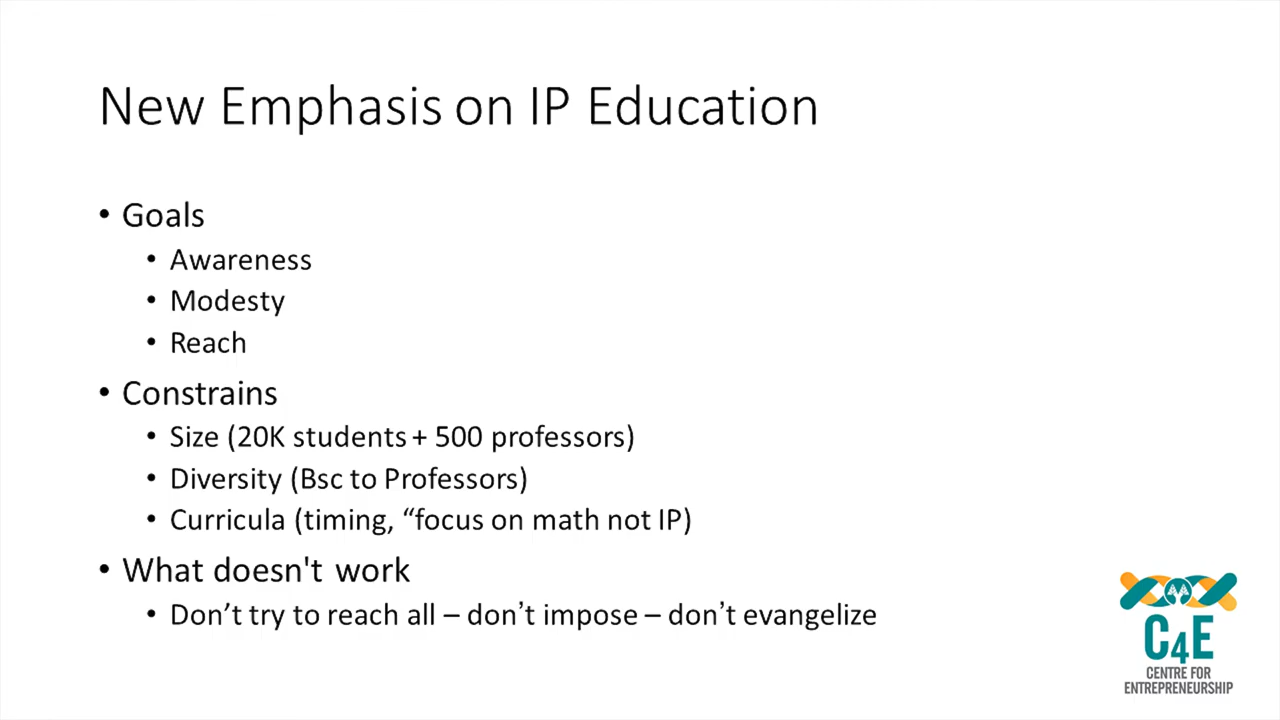 New Emphasis on IP Education
• Goals
• Awareness
• Modesty
• Reach
• Constrains
• Size (20K students + 500 professors)
• Diversity (Bsc to Professors)
• Curricula (timing, “focus on math not IP)
• What doesn't work
• Don’t try to reach all – don’t impose – don’t evangelize
C4E
CENTRE FOR
ENTREPRENEURSHIP